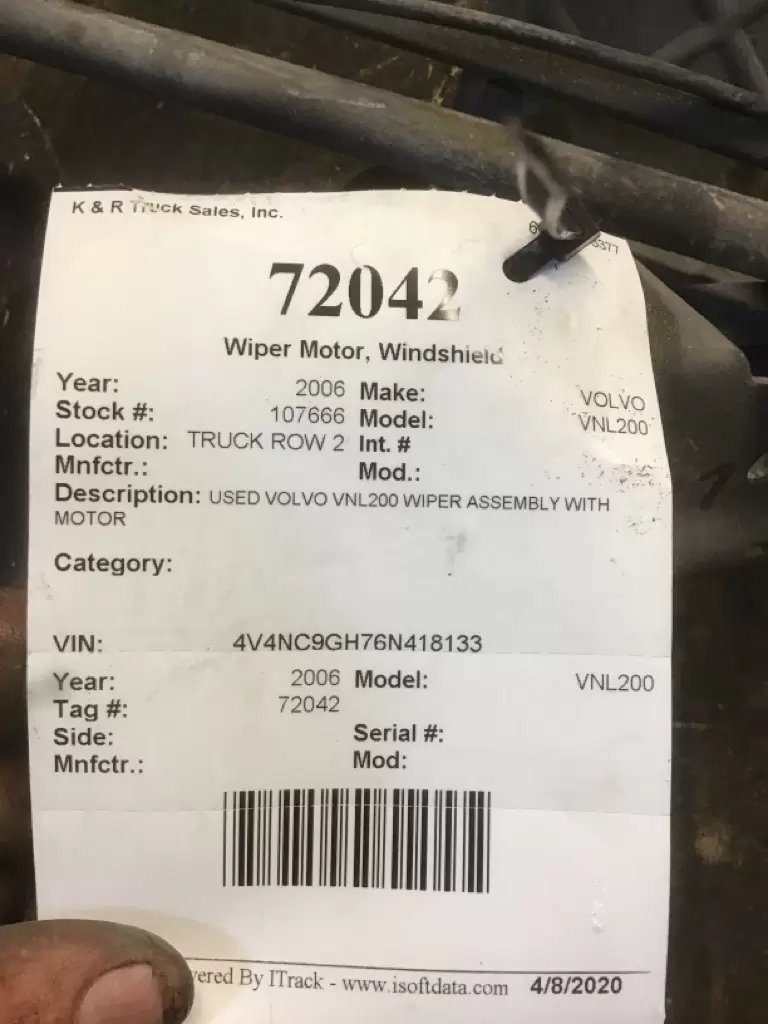 K & R Truck Sales, Inc.
72042
Wiper Motor, Windshield
Year: 2006 Make: VOLVO
Stock #: 107666 Model: VNL200
Location: TRUCK ROW 2 Int. #
Mnfctr.: Mod.:
Description: USED VOLVO VNL200 WIPER ASSEMBLY WITH
MOTOR
Category:
VIN: 4V4NC9GH76N418133
Year: 2006 Model: VNL200
Tag #: 72042
Side: Serial #:
Mnfctr.: Mod:
By ITrack - www.isoftdata.com 4/8/2020